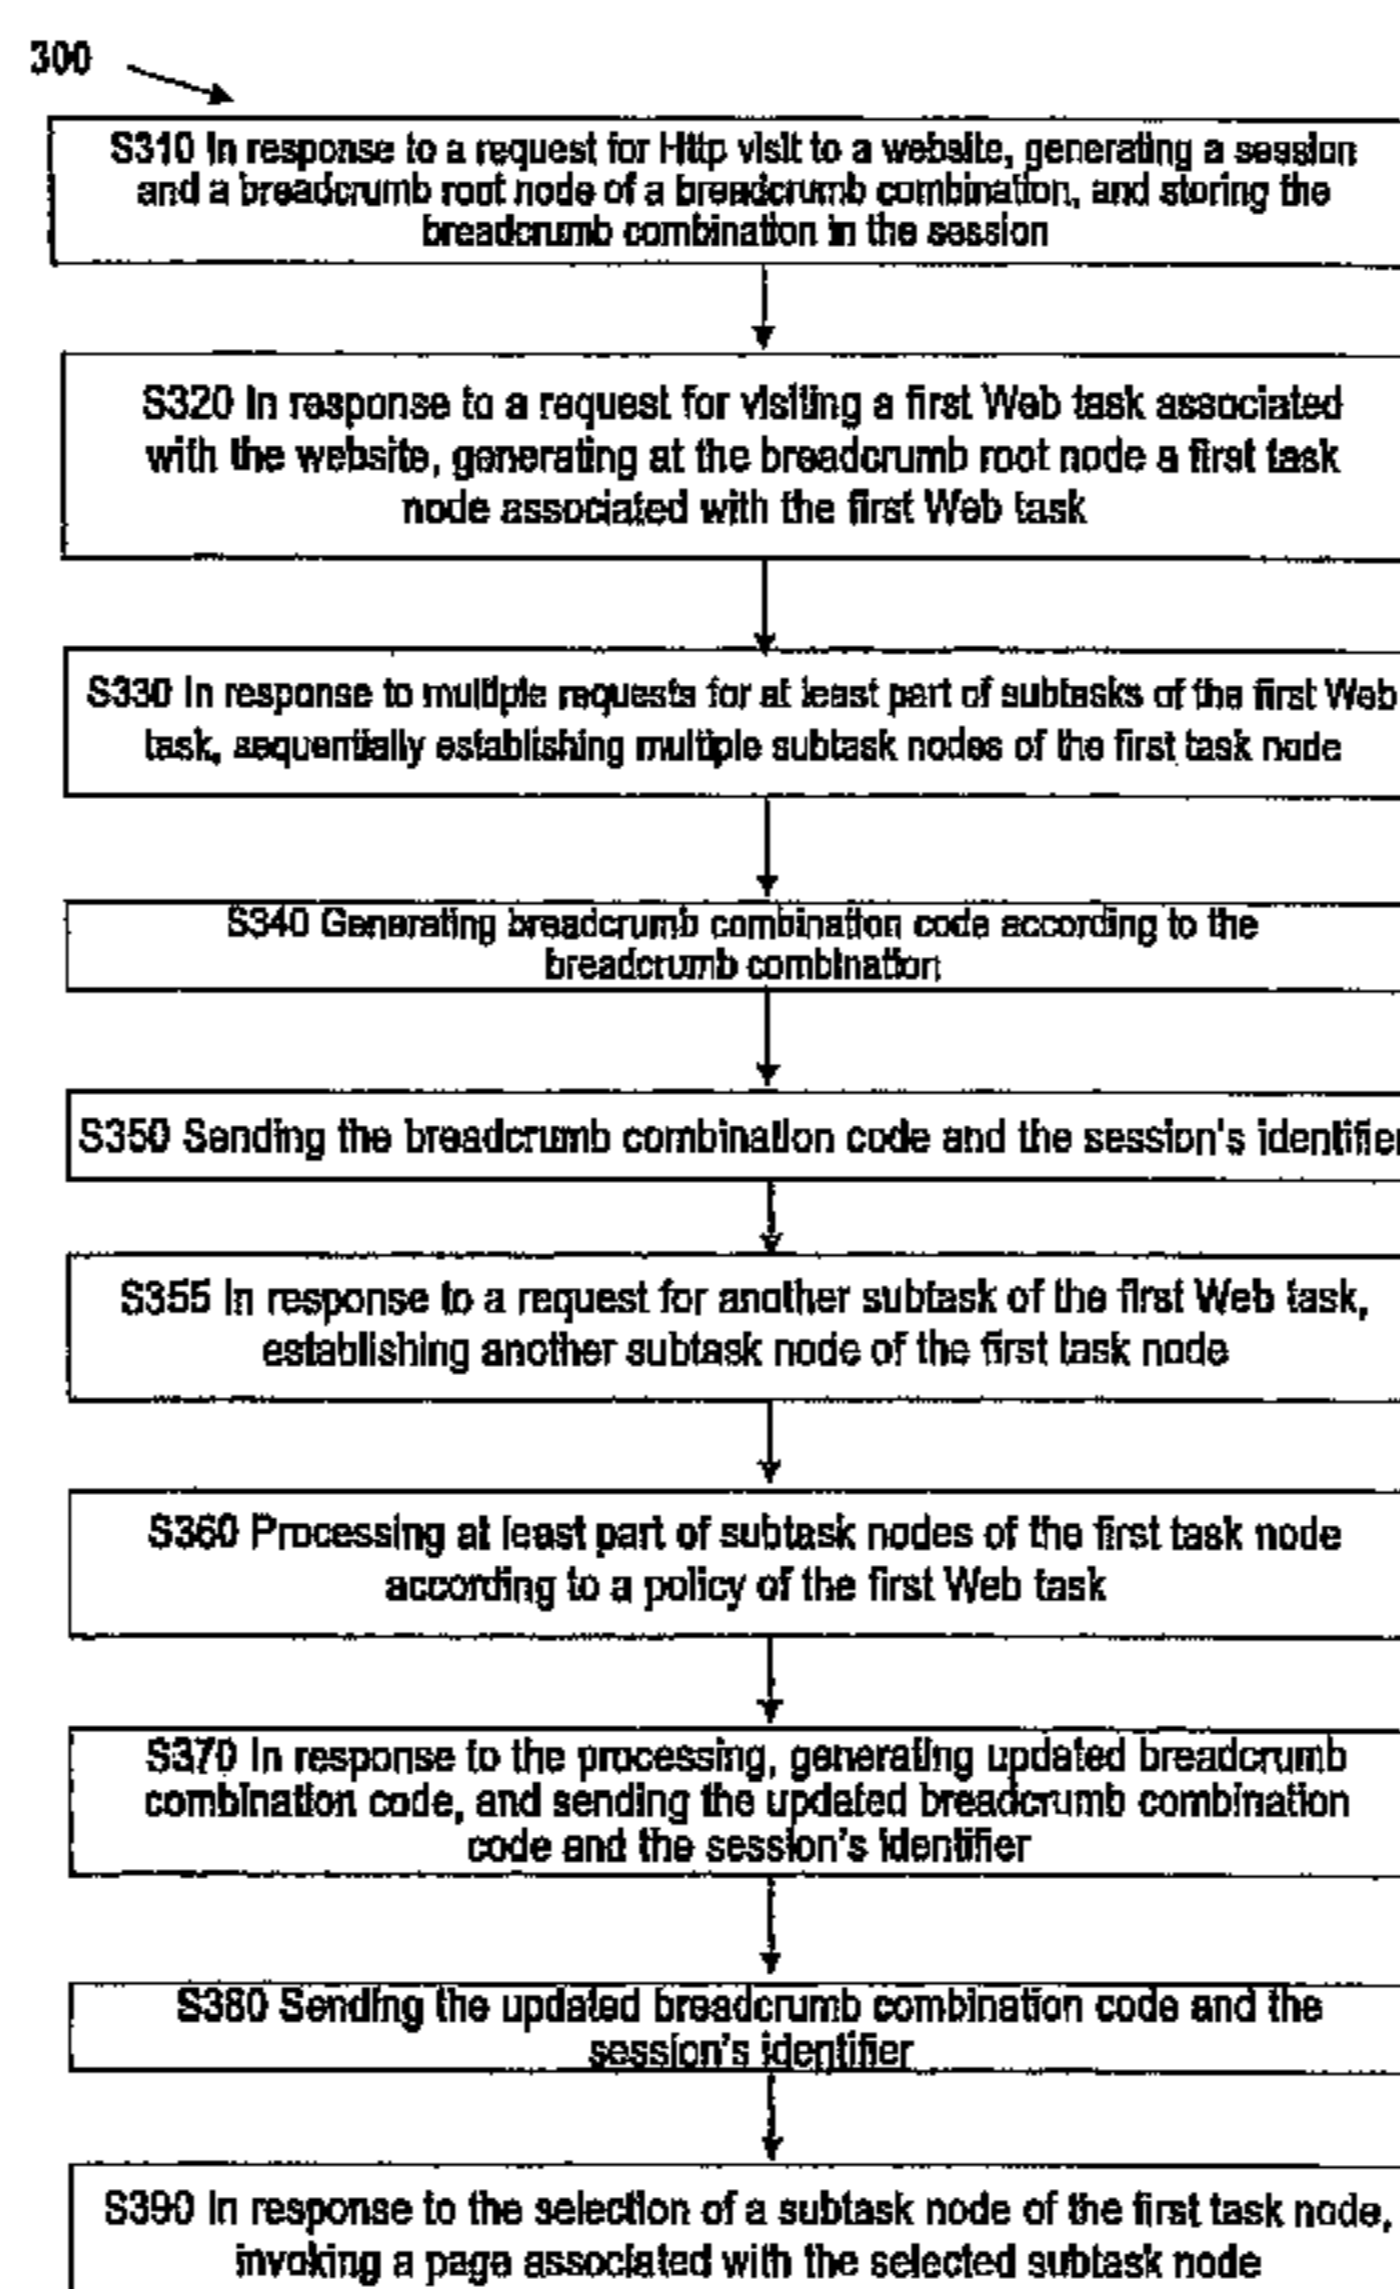 300
S310 In response to a request for Http visit to a website, generating a session
and a breadcrumb root node of a breadcrumb combination, and storing the
breadcrumb combination in the session
S320 In response to a request for visiting a first Web task associated
with the website, generating at the breadcrumb root node a first task
node associated with the first Web task
S330 In response to multiple requests for at least part of subtasks of the first Web
task, sequentially establishing multiple subtask nodes of the first task node
S340 Generating breadcrumb combination code according to the
breadcrumb combination
S350 Sending the breadcrumb combination code and the session's identifier
S355 In response to a request for another subtask of the first Web task,
establishing another subtask node of the first task node
S360 Processing at least part of subtask nodes of the first task node
according to a policy of the first Web task
S370 In response to the processing, generating updated breadcrumb
combination code, and sending the updated breadcrumb combination
code and the session's identifier
S380 Sending the updated breadcrumb combination code and the
session's identifier
S390 In response to the selection of a subtask node of the first task node,
invoking a page associated with the selected subtask node